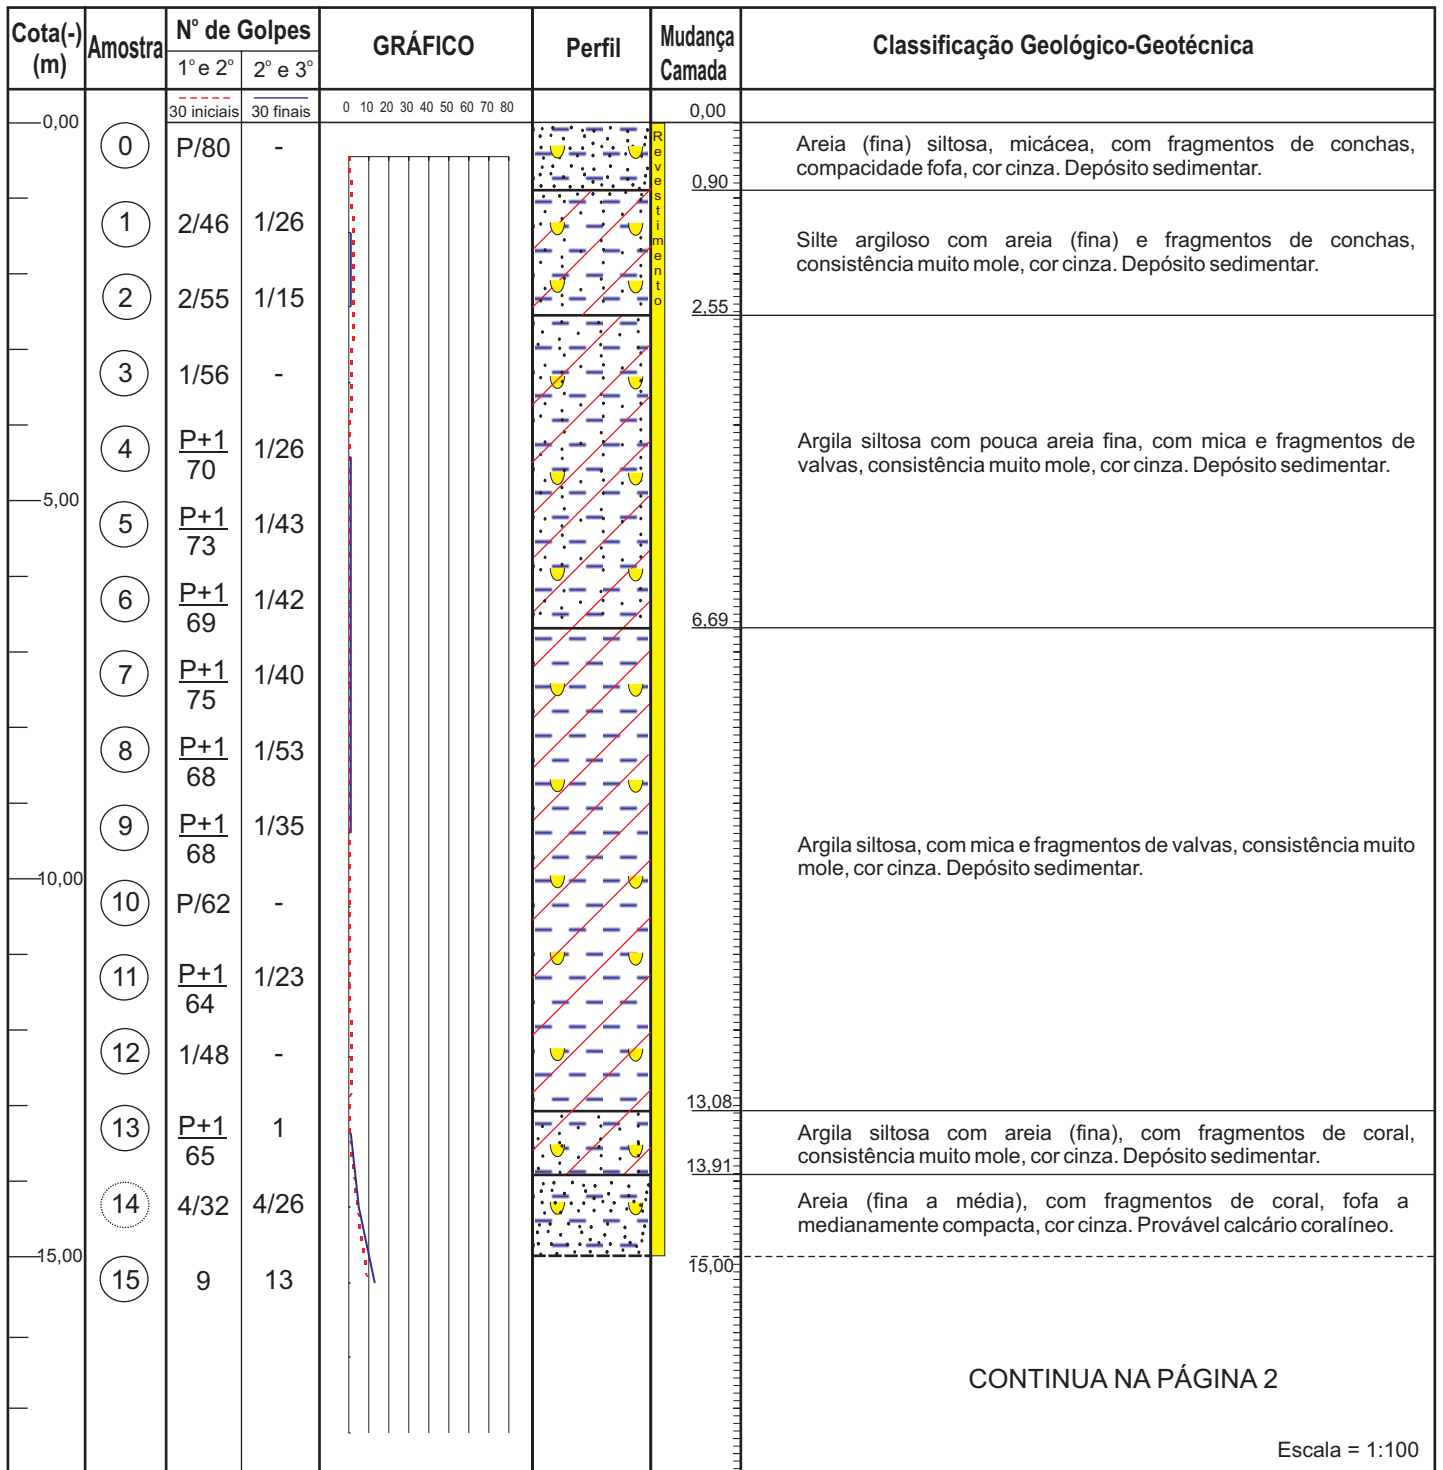 Cota(-) (m) Amostra N° de Golpes GRÁFICO Perfil Mudança Camada Classificação Geológico-Geotécnica
1° e 2° 2° e 3°
30 iniciais 30 finais 0 10 20 30 40 50 60 70 80 0,00
0,00
0 P/80 -
Revestimento
Areia (fina) siltosa, micácea, com fragmentos de conchas,
compacidade fofa, cor cinza. Depósito sedimentar.
0,90
1 2/46 1/26
Silte argiloso com areia (fina) e fragmentos de conchas,
consistência muito mole, cor cinza. Depósito sedimentar.
2 2/55 1/15
2,55
3 1/56 -
4 P+1/70 1/26
Argila siltosa com pouca areia fina, com mica e fragmentos de
valvas, consistência muito mole, cor cinza. Depósito sedimentar.
5,00
5 P+1/73 1/43
6 P+1/69 1/42
6,69
7 P+1/75 1/40
8 P+1/68 1/53
9 P+1/68 1/35
Argila siltosa, com mica e fragmentos de valvas, consistência muito
mole, cor cinza. Depósito sedimentar.
10,00
10 P/62 -
11 P+1/64 1/23
12 1/48 -
13,08
13 P+1/65 1
Argila siltosa com areia (fina), com fragmentos de coral,
consistência muito mole, cor cinza. Depósito sedimentar.
13,91
14 4/32 4/26
Areia (fina a média), com fragmentos de coral, fofa a
medianamente compacta, cor cinza. Provável calcário coralíneo.
15,00
15,00
15 9 13
CONTINUA NA PÁGINA 2
Escala = 1:100